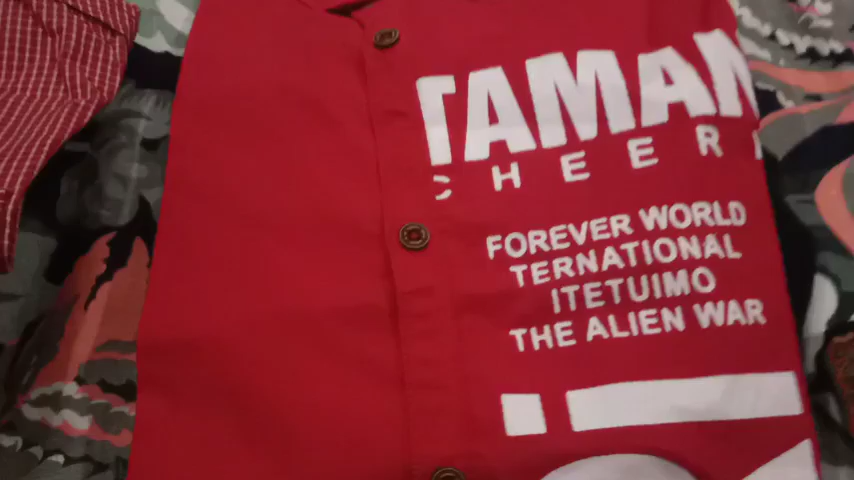 TAMAN
CHEER
FOREVER WORLD
TERNATIONAL
ITETUIMO
THE ALIEN WAR